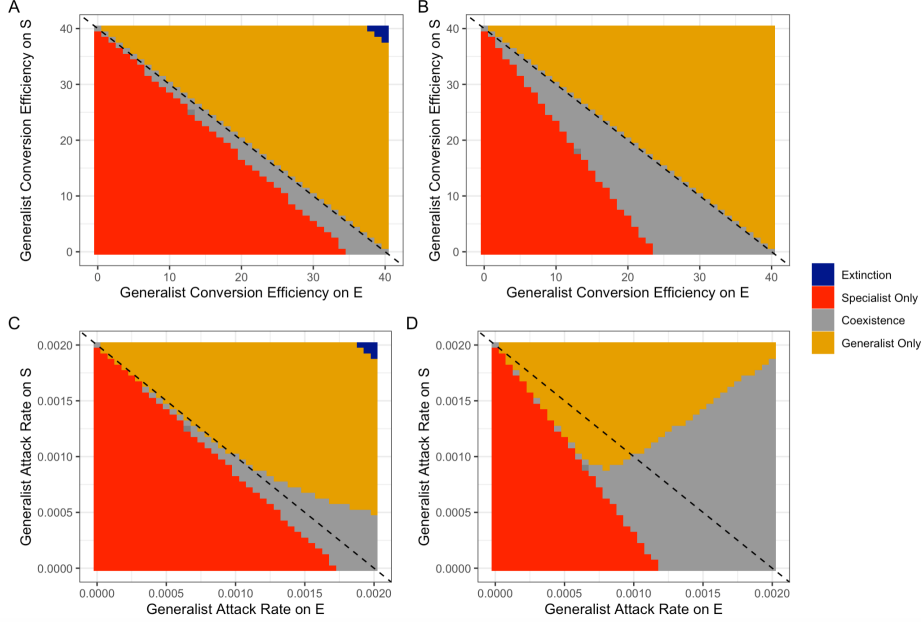 A
Generalist Conversion Efficiency on S
40
30
20
10
0
0 10 20 30 40
Generalist Conversion Efficiency on E
B
Generalist Conversion Efficiency on S
40
30
20
10
0
0 10 20 30 40
Generalist Conversion Efficiency on E
C
Generalist Attack Rate on S
0.0020
0.0015
0.0010
0.0005
0.0000
0.0000 0.0005 0.0010 0.0015 0.0020
Generalist Attack Rate on E
D
Generalist Attack Rate on S
0.0020
0.0015
0.0010
0.0005
0.0000
0.0000 0.0005 0.0010 0.0015 0.0020
Generalist Attack Rate on E
Extinction
Specialist Only
Coexistence
Generalist Only